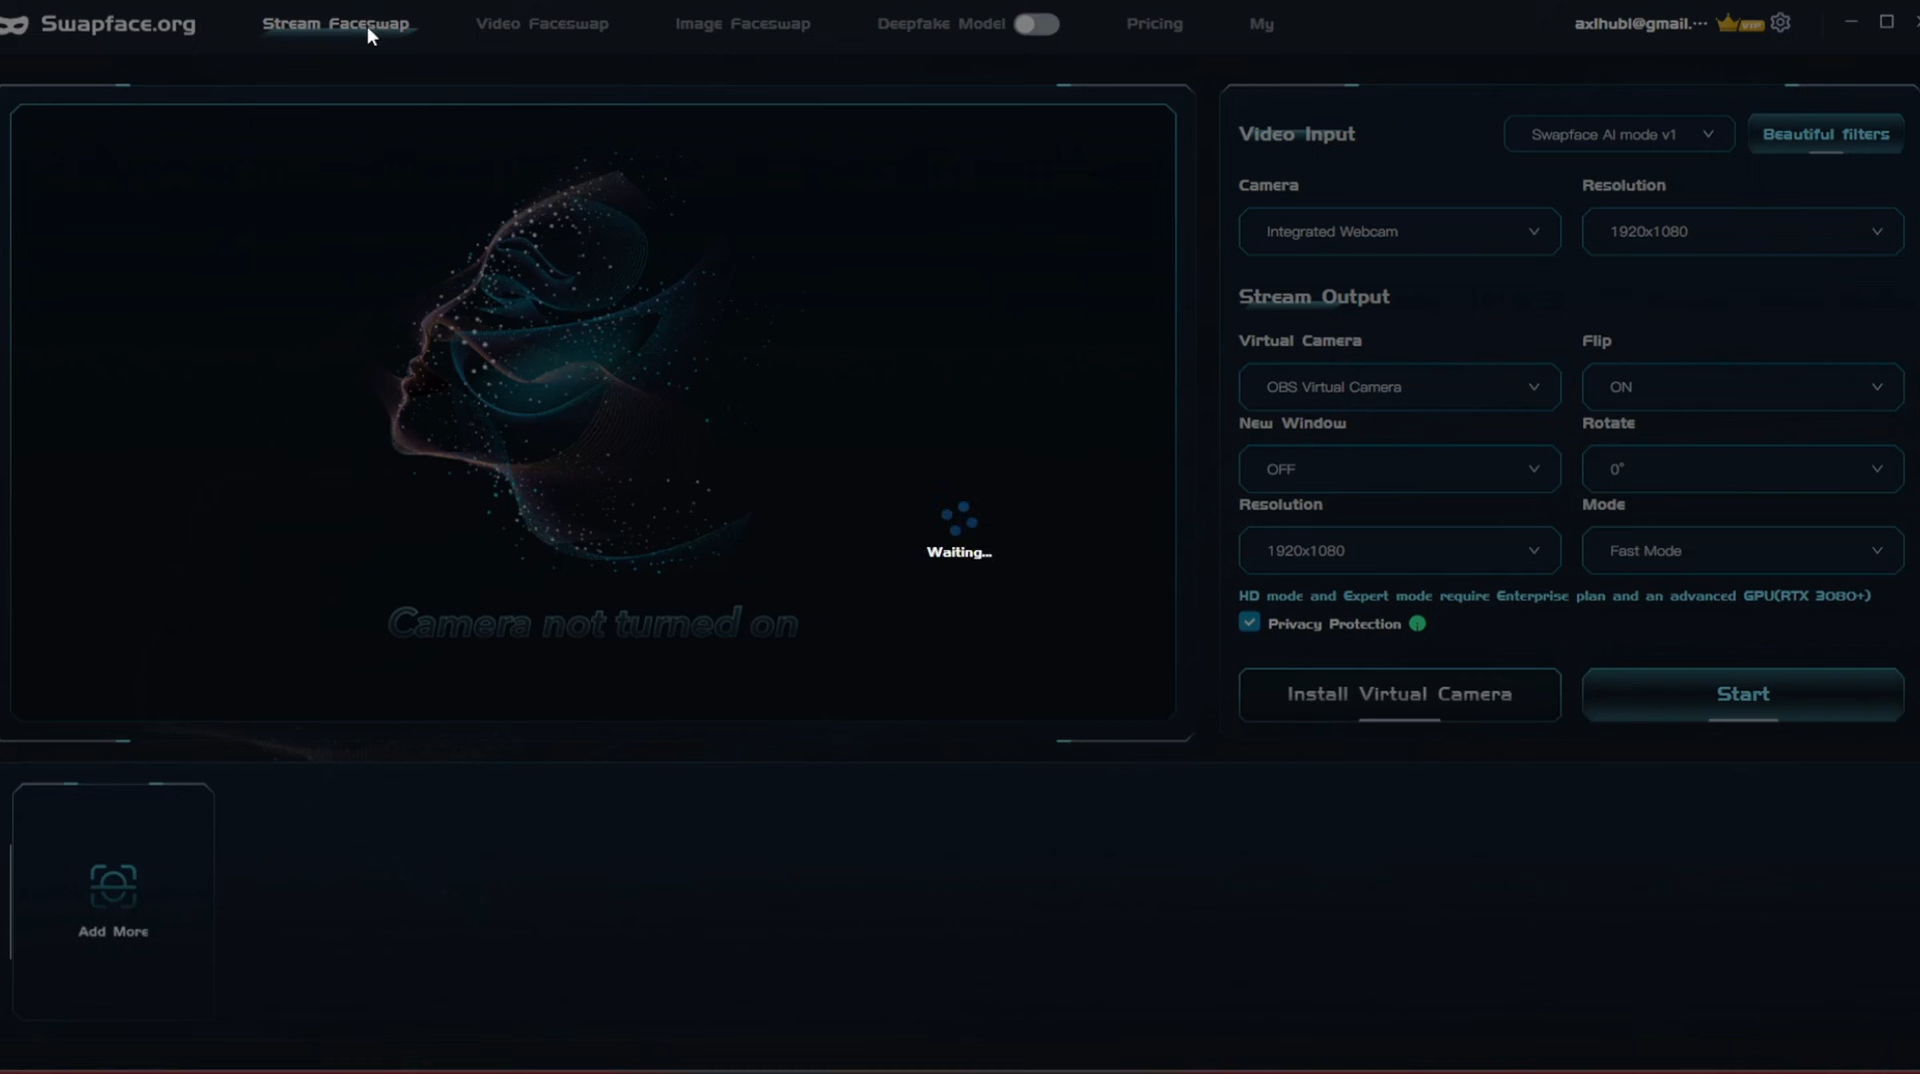 Swapface.org
Stream Faceswap
Video Faceswap
Image Faceswap
Deepfake Model
Pricing
My
axlhubl@gmail.···
VIP
Video Input
Swapface AI mode v1
Beautiful filters
Camera
Resolution
Integrated Webcam
1920x1080
Stream Output
Virtual Camera
Flip
OBS Virtual Camera
ON
New Window
Rotate
OFF
0°
Resolution
Mode
1920x1080
Fast Mode
HD mode and Expert mode require Enterprise plan and an advanced GPU(RTX 3080+)
Privacy Protection
Install Virtual Camera
Start
Waiting...
Camera not turned on
Add More